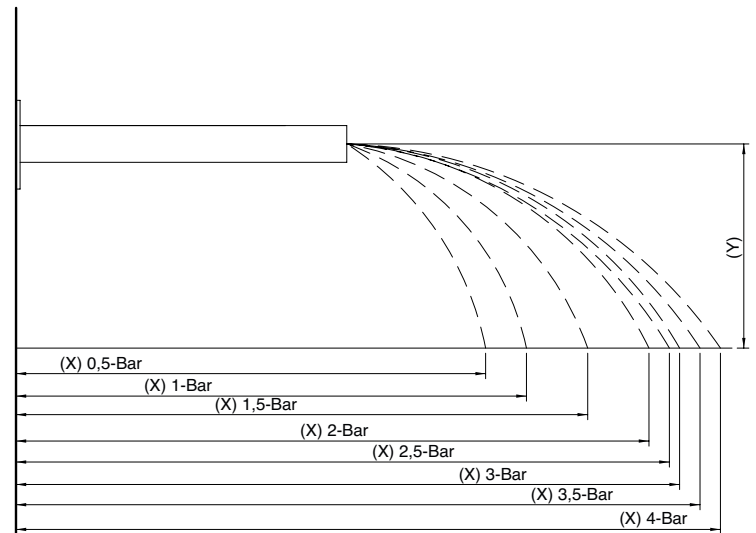 (Y)
(X) 0,5-Bar
(X) 1-Bar
(X) 1,5-Bar
(X) 2-Bar
(X) 2,5-Bar
(X) 3-Bar
(X) 3,5-Bar
(X) 4-Bar